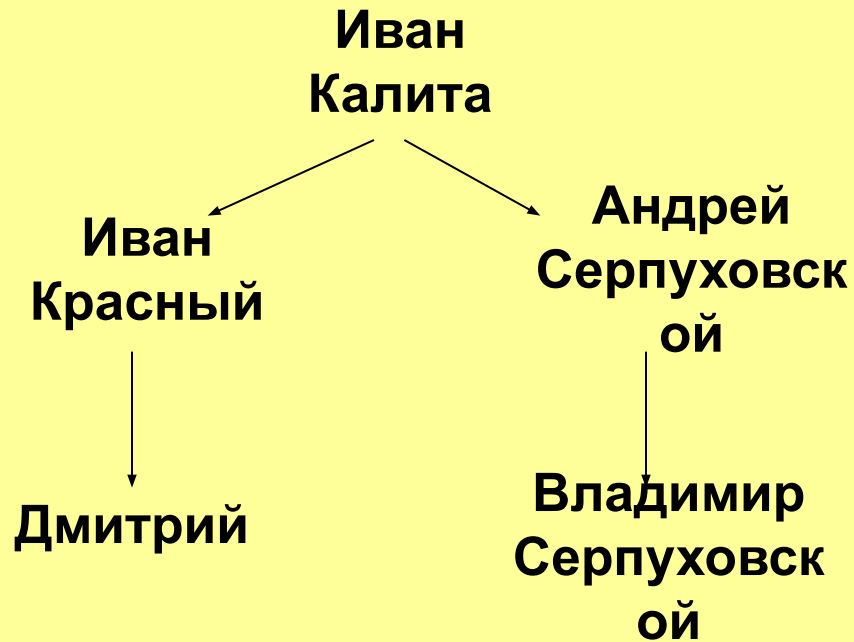 Иван
Калита
Иван
Красный
Андрей
Серпуховск
ой
Дмитрий
Владимир
Серпуховск
ой